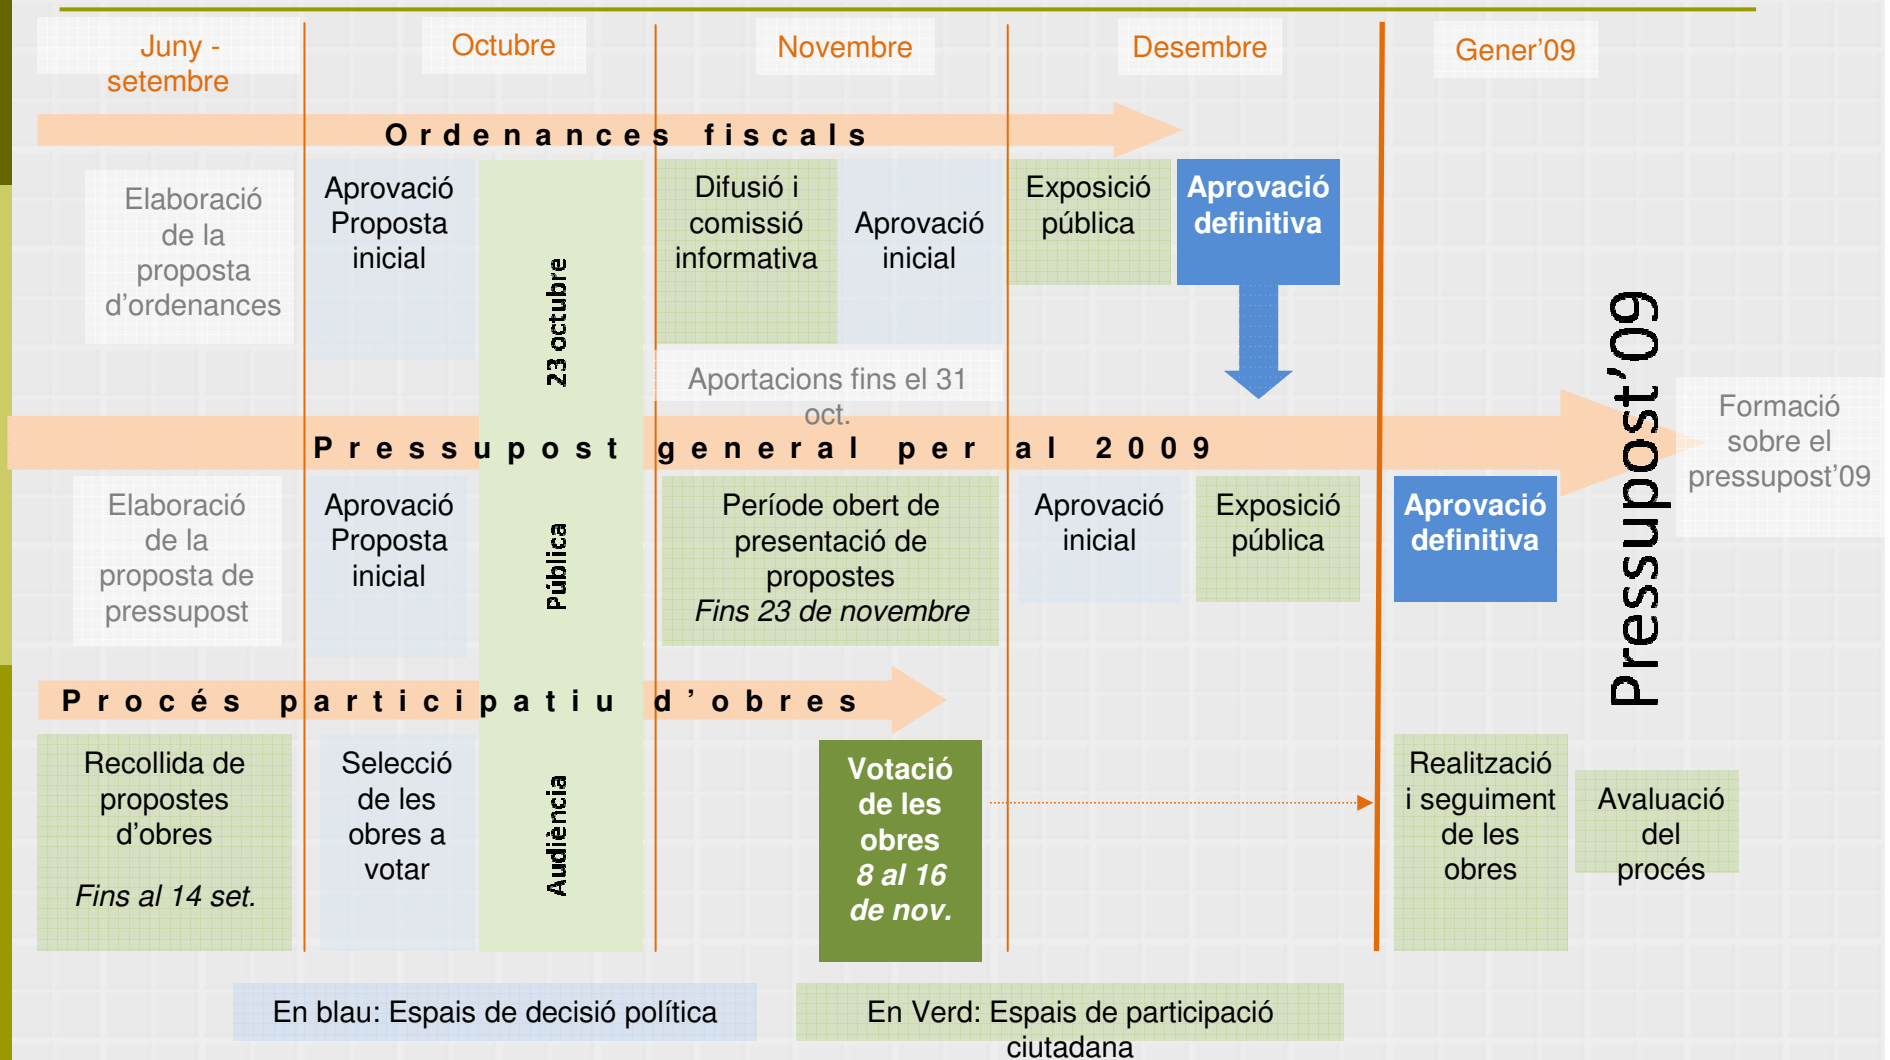 Juny -
setembre
Octubre
Novembre
Desembre
Gener’09
Ordenances fiscals
Elaboració
de la
proposta
d’ordenances
Aprovació
Proposta
inicial
23 octubre
Difusió i
comissió
informativa
Aprovació
inicial
Exposició
pública
Aprovació
definitiva
Aportacions fins el 31
oct.
Pressupost general per al 2009
Elaboració
de la
proposta de
pressupost
Aprovació
Proposta
inicial
Pública
Període obert de
presentació de
propostes
Fins 23 de novembre
Aprovació
inicial
Exposició
pública
Aprovació
definitiva
Pressupost’09
Formació
sobre el
pressupost’09
Procés participatiu d’obres
Recollida de
propostes
d’obres
Fins al 14 set.
Selecció
de les
obres a
votar
Audiència
Votació
de les
obres
8 al 16
de nov.
Realització
i seguiment
de les
obres
Avaluació
del
procés
En blau: Espais de decisió política
En Verd: Espais de participació
ciutadana